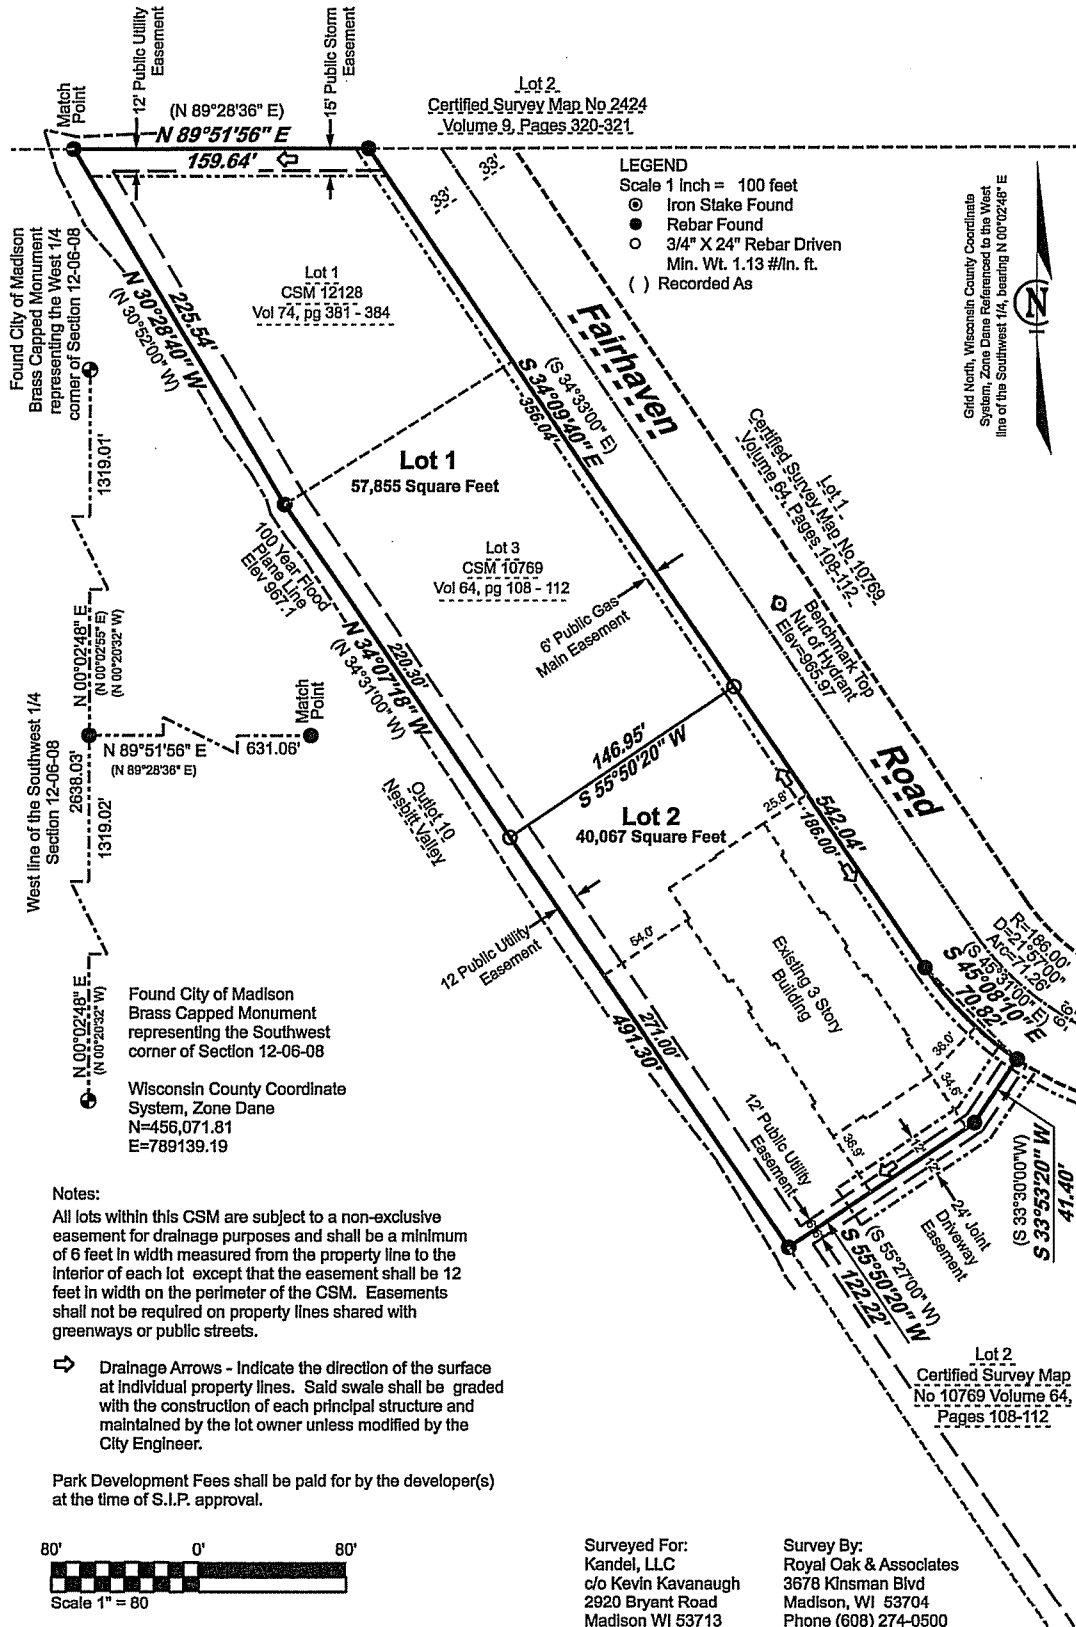 12' Public Utility
Easement
15' Public Storm
Easement
Match
Point
(N 89°28'36" E)
N 89°51'56" E
159.64'
Lot 2
Certified Survey Map No 2424
Volume 9, Pages 320-321
33'
33'
LEGEND
Scale 1 inch = 100 feet
Iron Stake Found
Rebar Found
3/4" X 24" Rebar Driven
Min. Wt. 1.13 #/in. ft.
( ) Recorded As
Grid North, Wisconsin County Coordinate
System, Zone Dane Referenced to the West
line of the Southwest 1/4, bearing N 00°02'48" E
N
Found City of Madison
Brass Capped Monument
representing the West 1/4
corner of Section 12-06-08
1319.01'
Lot 1
CSM 12128
Vol 74, pg 381 - 384
225.54'
N 30°28'40" W
(N 30°52'00" W)
Fairhaven
(S 34°33'00" E)
S 34°09'40" E
356.04'
Lot 1
57,855 Square Feet
Lot 1
Certified Survey Map No 10769
Volume 64, Pages 108-112
100 Year Flood
Plane Line
Elev 967.1
Lot 3
CSM 10769
Vol 64, pg 108 - 112
6' Public Gas
Main Easement
Benchmark Top
Nut of Hydrant
Elev=965.97
220.30'
N 34°07'18" W
(N 34°31'00" W)
N 00°02'48" E
(N 00°02'55" E)
(N 00°20'32" W)
Match
Point
N 89°51'56" E
631.06'
(N 89°28'36" E)
West line of the Southwest 1/4
Section 12-06-08
2638.03'
1319.02'
146.95'
S 55°50'20" W
Road
Outlot 10
Nesbitt Valley
Lot 2
40,067 Square Feet
25.8'
542.04'
186.00'
12 Public Utility
Easement
54.0'
Existing 3 Story
Building
R=186.00'
D=21°57'00"
Arc=71.26'
(S 45°31'00" E)
S 45°08'10" E
70.82'
N 00°02'48" E
(N 00°20'32" W)
Found City of Madison
Brass Capped Monument
representing the Southwest
corner of Section 12-06-08
Wisconsin County Coordinate
System, Zone Dane
N=456,071.81
E=789139.19
271.00'
491.30'
38.0'
34.6'
36.9'
12'
12'
12' Public Utility
Easement
6'
6'
(S 33°30'00"W)
S 33°53'20" W
41.40'
24' Joint
Driveway
Easement
(S 55°27'00" W)
S 55°50'20" W
122.22'
Lot 2
Certified Survey Map
No 10769 Volume 64,
Pages 108-112
Notes:
All lots within this CSM are subject to a non-exclusive
easement for drainage purposes and shall be a minimum
of 6 feet in width measured from the property line to the
interior of each lot except that the easement shall be 12
feet in width on the perimeter of the CSM. Easements
shall not be required on property lines shared with
greenways or public streets.
Drainage Arrows - Indicate the direction of the surface
at individual property lines. Said swale shall be graded
with the construction of each principal structure and
maintained by the lot owner unless modified by the
City Engineer.
Park Development Fees shall be paid for by the developer(s)
at the time of S.I.P. approval.
80' 0' 80'
Scale 1" = 80
Surveyed For:
Kandel, LLC
c/o Kevin Kavanaugh
2920 Bryant Road
Madison WI 53713
Survey By:
Royal Oak & Associates
3678 Kinsman Blvd
Madison, WI 53704
Phone (608) 274-0500